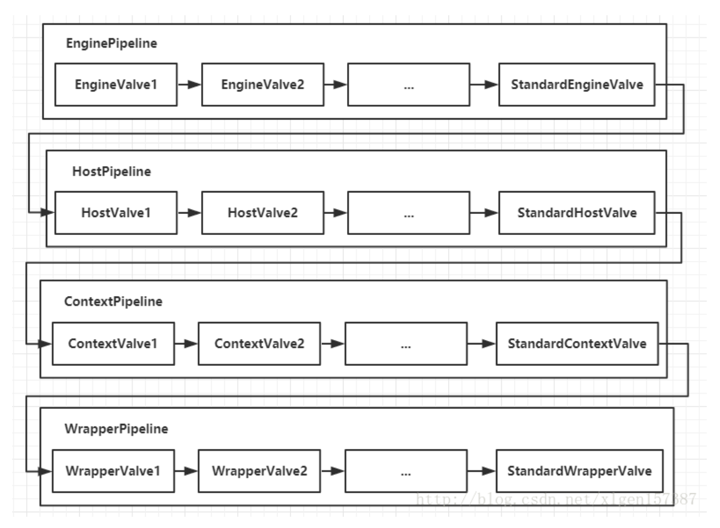 EnginePipeline
EngineValve1 EngineValve2 ... StandardEngineValve
HostPipeline
HostValve1 HostValve2 ... StandardHostValve
ContextPipeline
ContextValve1 ContextValve2 ... StandardContextValve
WrapperPipeline
WrapperValve1 WrapperValve2 ... StandardWrapperValve
http://blog.csdn.net/xlgen157387